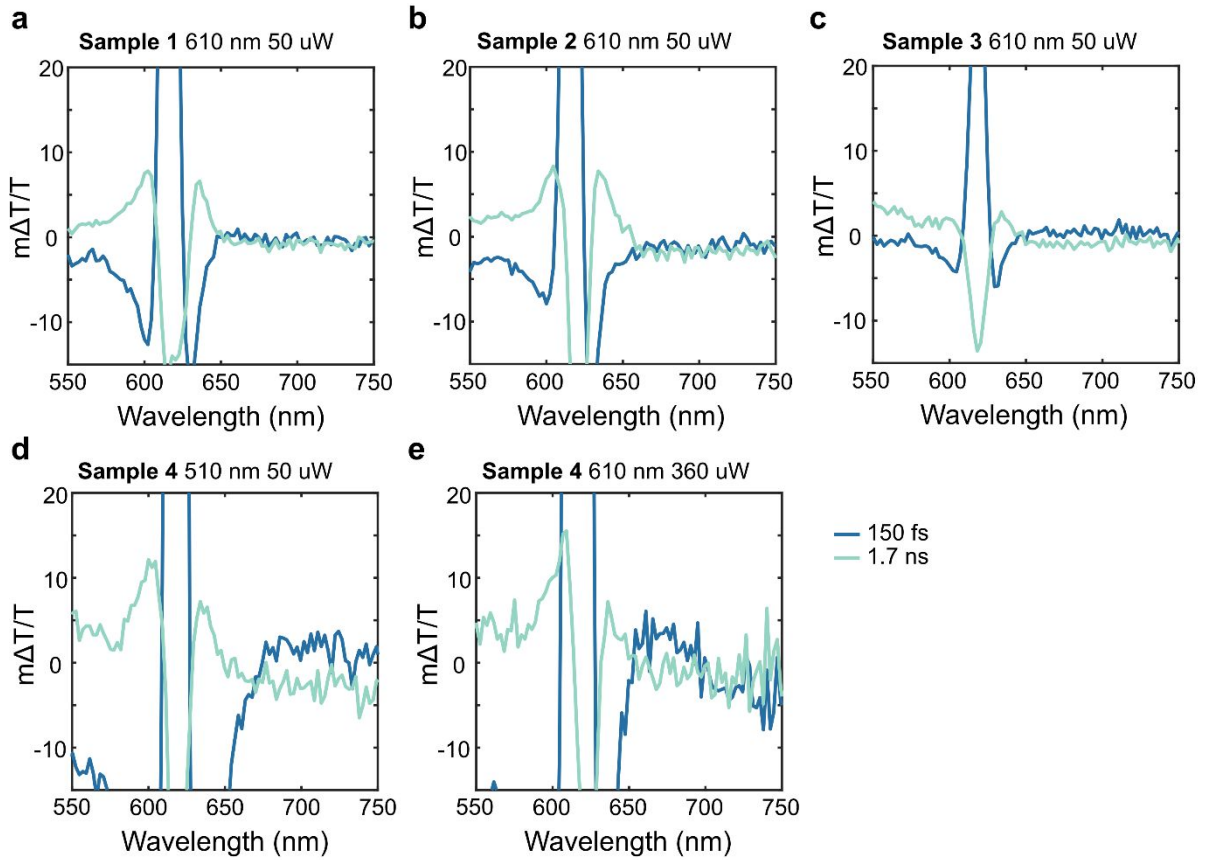 a
Sample 1 610 nm 50 uW
20
10
0
-10
mΔT/T
550 600 650 700 750
Wavelength (nm)
b
Sample 2 610 nm 50 uW
20
10
0
-10
mΔT/T
550 600 650 700 750
Wavelength (nm)
c
Sample 3 610 nm 50 uW
20
10
0
-10
mΔT/T
550 600 650 700 750
Wavelength (nm)
d
Sample 4 510 nm 50 uW
20
10
0
-10
mΔT/T
550 600 650 700 750
Wavelength (nm)
e
Sample 4 610 nm 360 uW
20
10
0
-10
mΔT/T
550 600 650 700 750
Wavelength (nm)
150 fs
1.7 ns